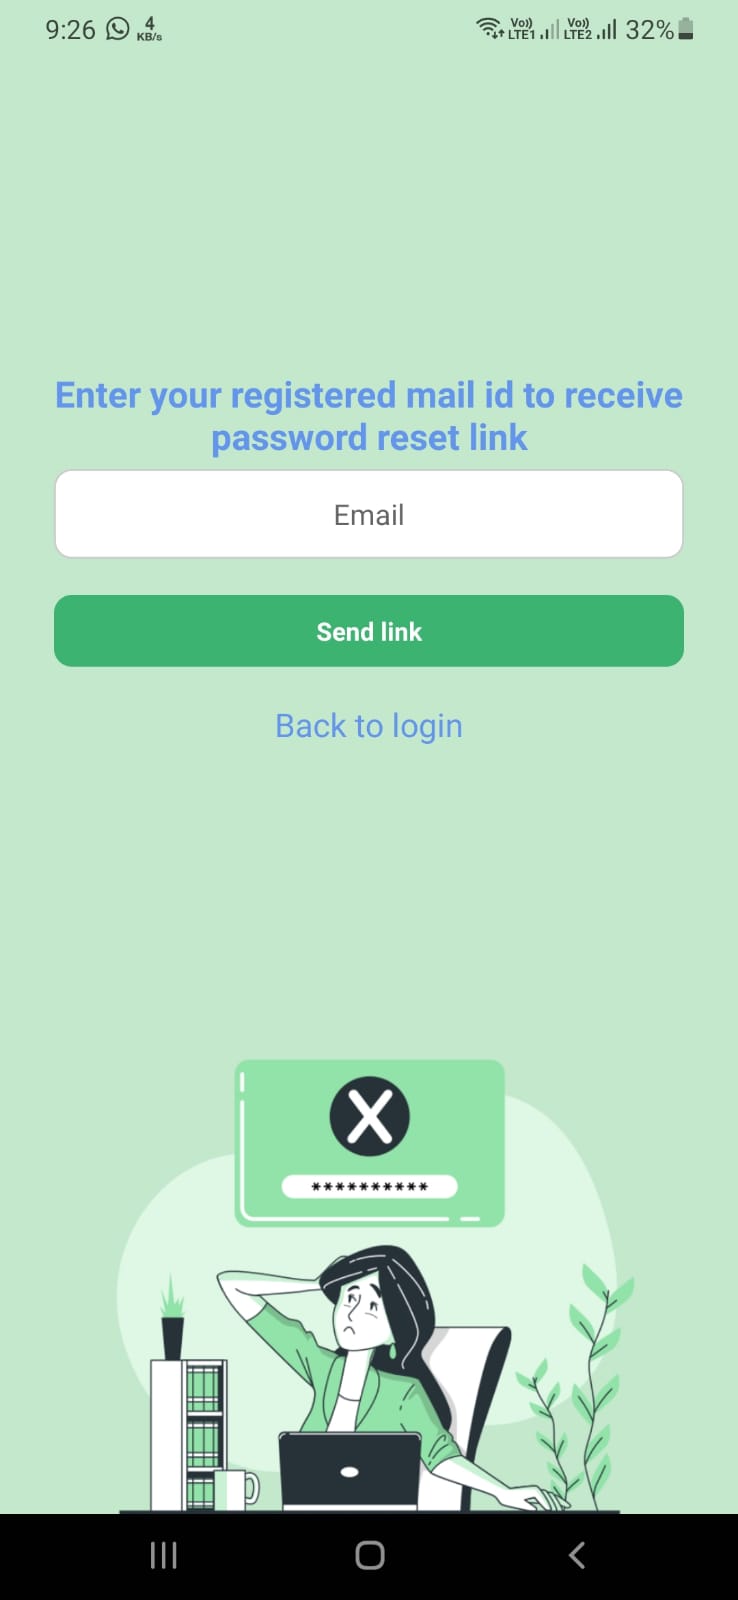 9:26 4 KB/s Vo)) LTE1 Vo)) LTE2 32%
Enter your registered mail id to receive
password reset link
Email
Send link
Back to login
X
**********